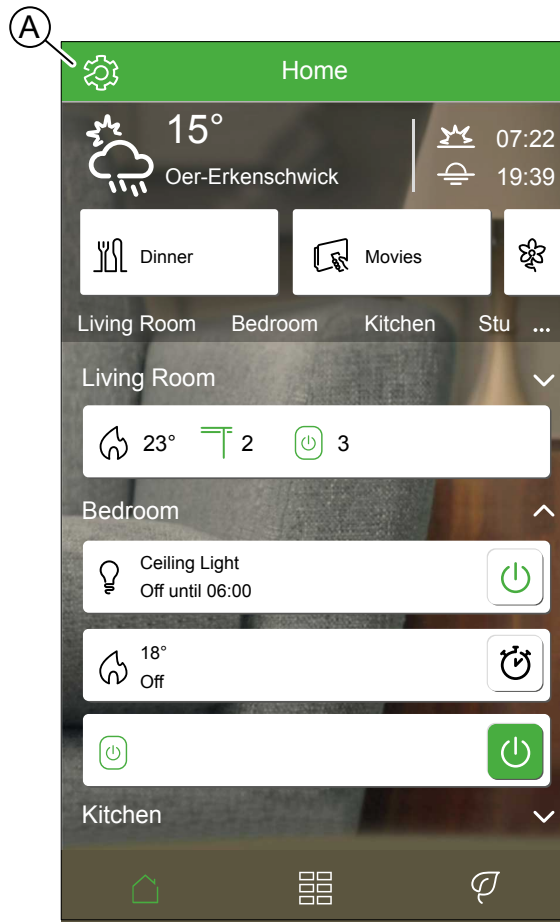 A
Home
15°
07:22
Oer-Erkenschwick
19:39
Dinner
Movies
Living Room Bedroom Kitchen Stu ...
Living Room
23° 2 3
Bedroom
Ceiling Light
Off until 06:00
18°
Off
Kitchen